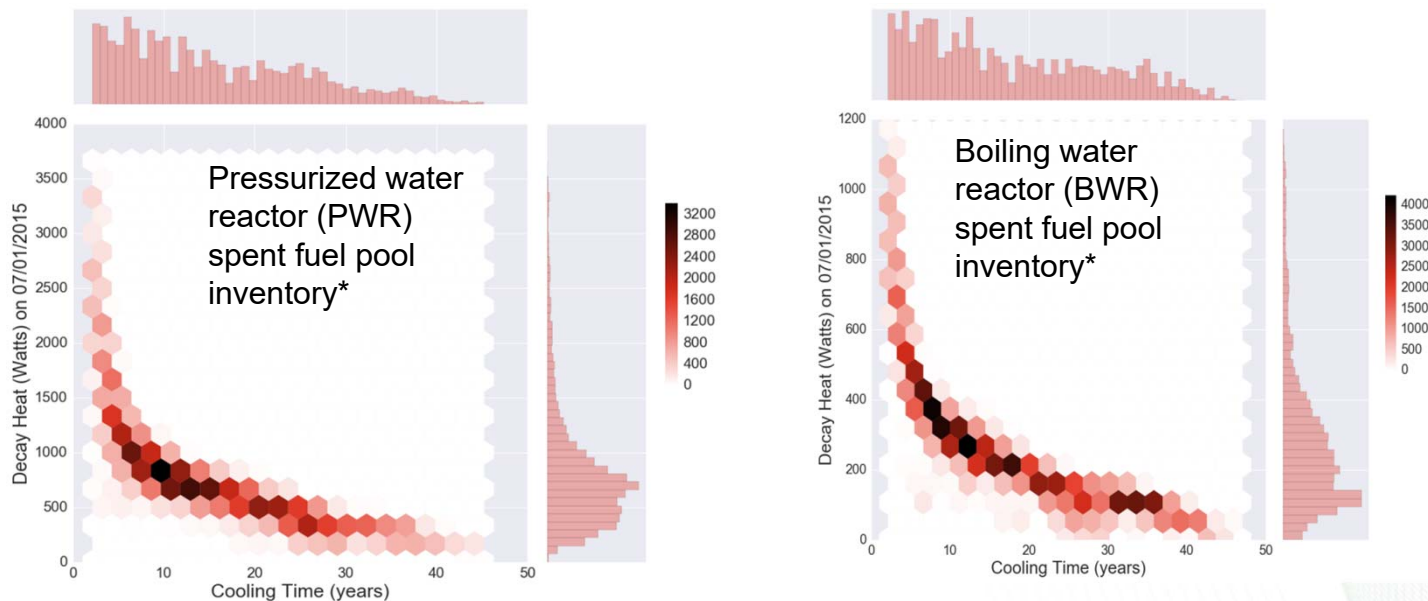 4000
3500
3000
2500
2000
1500
1000
500
0
Decay Heat (Watts) on 07/01/2015
Pressurized water
reactor (PWR)
spent fuel pool
inventory*
0 10 20 30 40 50
Cooling Time (years)
3200
2800
2400
2000
1600
1200
800
400
0
1200
1000
800
600
400
200
0
Decay Heat (Watts) on 07/01/2015
Boiling water
reactor (BWR)
spent fuel pool
inventory*
0 10 20 30 40 50
Cooling Time (years)
4000
3500
3000
2500
2000
1500
1000
500
0